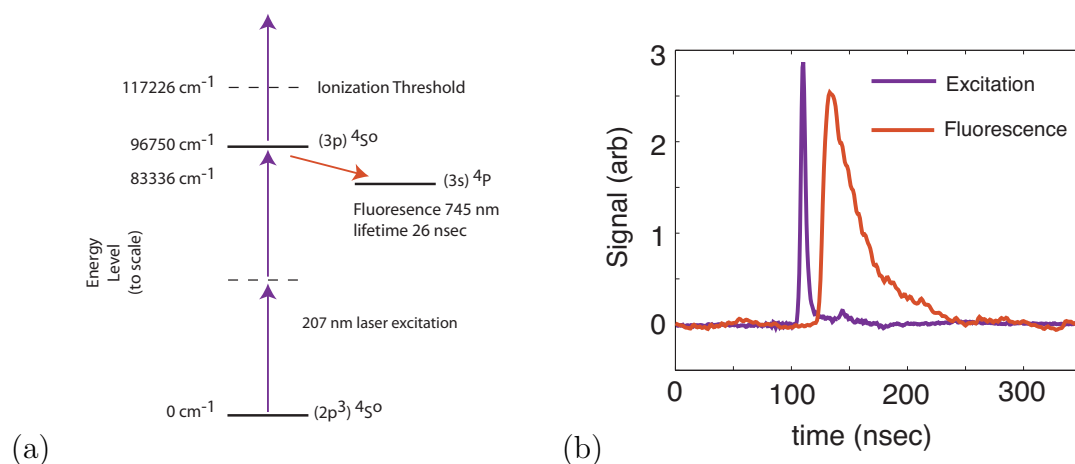 (a)
117226 cm-1
Ionization Threshold
96750 cm-1
(3p) 4So
83336 cm-1
(3s) 4P
Fluoresence 745 nm
lifetime 26 nsec
Energy
Level
(to scale)
207 nm laser excitation
0 cm-1
(2p3) 4So
(b)
3
2
1
0
Signal (arb)
Excitation
Fluorescence
0
100
200
300
time (nsec)